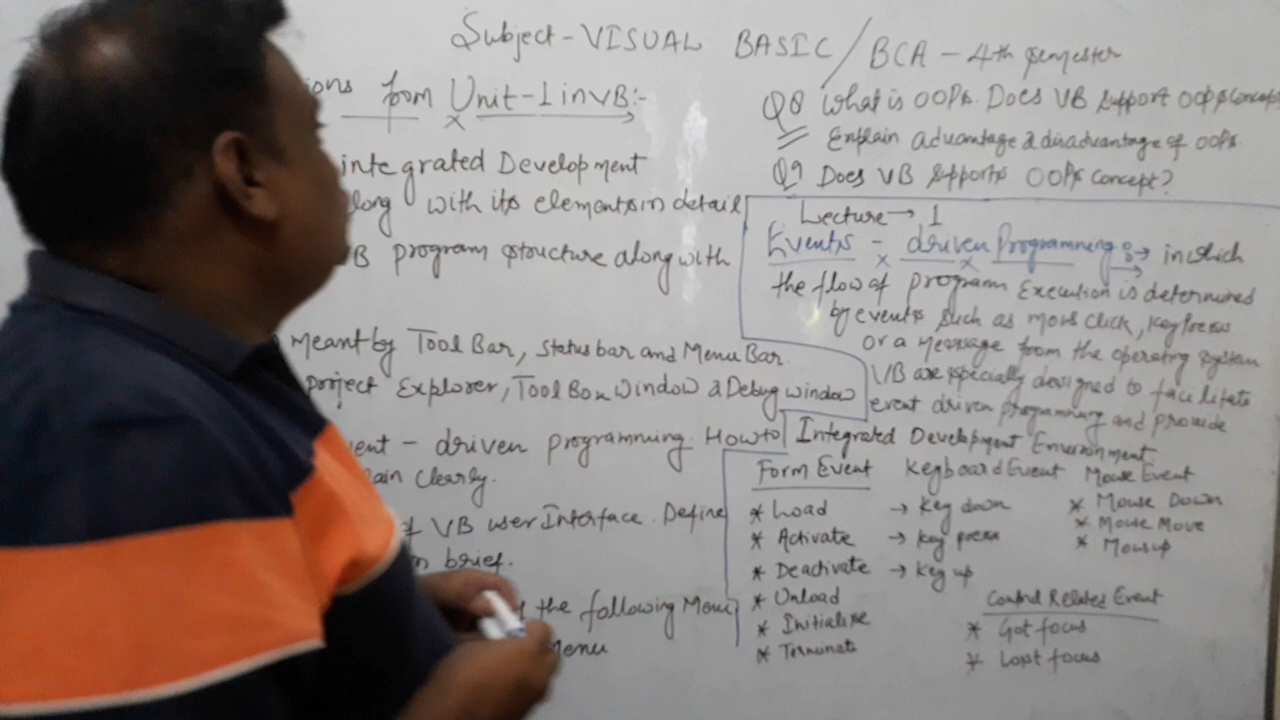 Subject - VISUAL BASIC / BCA - 4th semester
ions from Unit-1 in VB:-
integrated Development
long with its elements in detail
VB program structure along with
Meant by Tool Bar, Status bar and Menu Bar.
project Explorer, Tool Box Window & Debug window
vent - driven programming. How to
ain clearly.
f VB user Interface. Define
n brief.
the following Menu
Menu
Q8 What is OOPs. Does VB Support OOPs Concept
Explain advantage & disadvantage of OOPs.
Q9 Does VB Supports OOPs Concept?
Lecture → 1
Events - driven Programming :→ in which
the flow of program Execution is determined
by events such as Mous Click, Key Press
or a Message from the operating system
VB are specially designed to facilitate
event driven programming and provide
Integrated Development Environment.
Form Event Keyboard Event Mouse Event
* Load → Key down * Mouse Down
* Activate → Key press * Mouse Move
* Deactivate → Key up * Mousup
* Unload
* Initialize
* Terminate
Control Related Event
* Got focus
* Lost focus